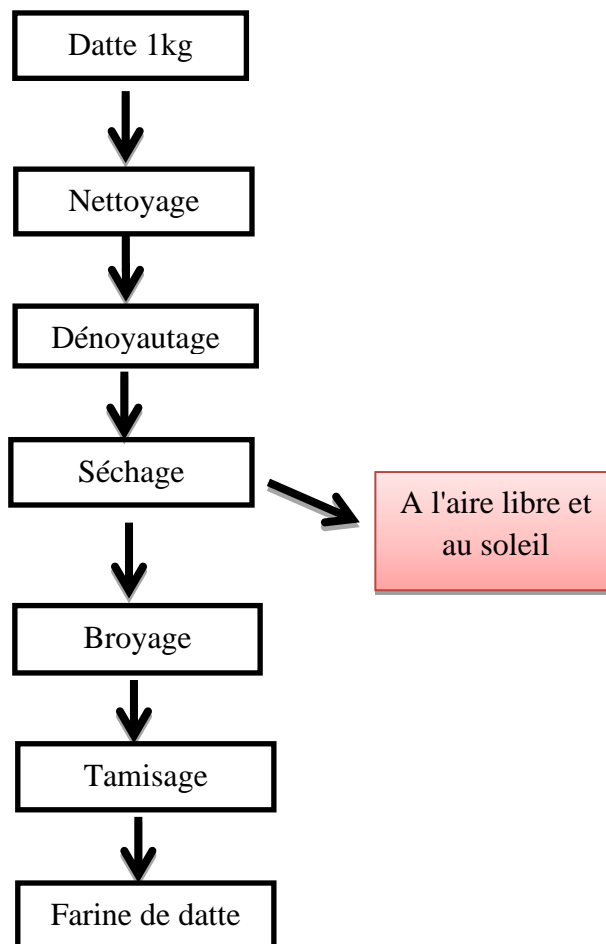 Datte 1kg
Nettoyage
Dénoyautage
Séchage
A l'aire libre et
au soleil
Broyage
Tamisage
Farine de datte